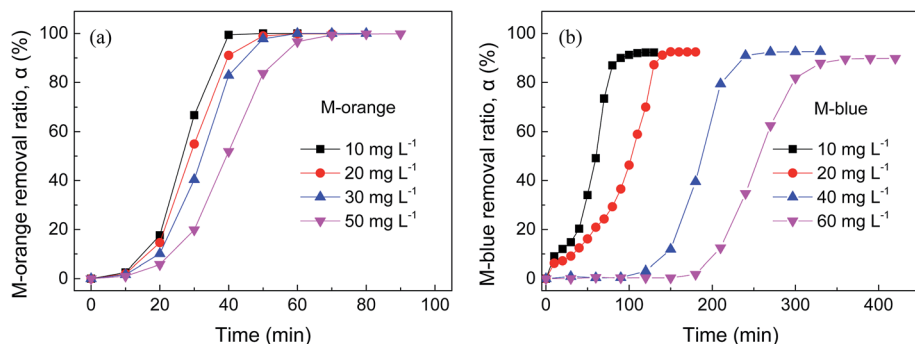 (a)
M-orange removal ratio, α (%)
100
80
60
40
20
0
M-orange
10 mg L⁻¹
20 mg L⁻¹
30 mg L⁻¹
50 mg L⁻¹
0 20 40 60 80 100
Time (min)
(b)
M-blue removal ratio, α (%)
100
80
60
40
20
0
M-blue
10 mg L⁻¹
20 mg L⁻¹
40 mg L⁻¹
60 mg L⁻¹
0 100 200 300 400
Time (min)